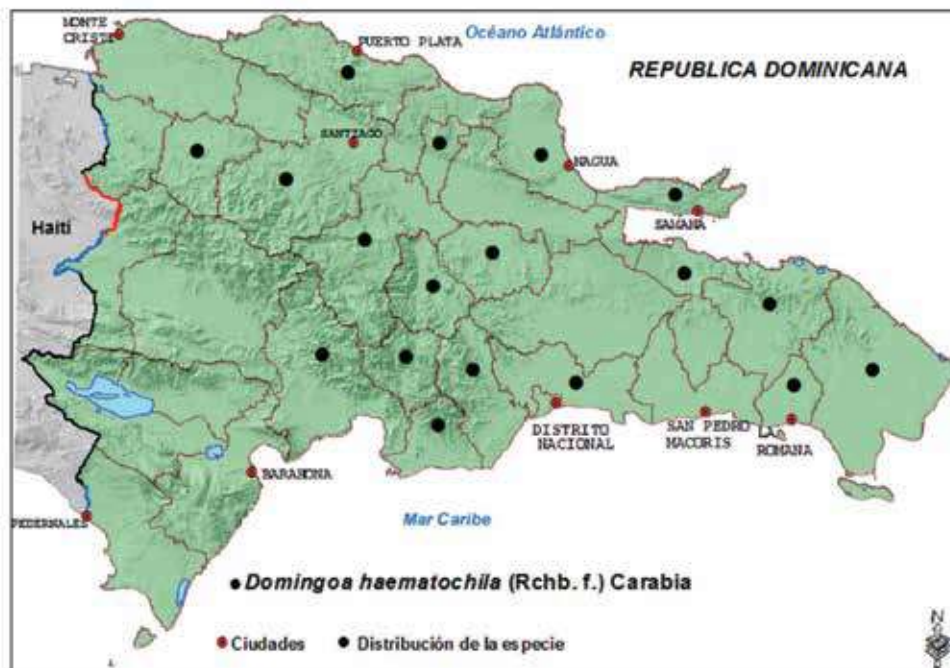 MONTE
CRISTI
PUERTO PLATA
Océano Atlántico
REPUBLICA DOMINICANA
SANTIAGO
NAGUA
SAMANA
Haití
DISTRITO
NACIONAL
SAN PEDRO
MACORIS
LA
ROMANA
BARAHONA
PEDERNALES
Mar Caribe
Domingoa haematochila (Rchb. f.) Carabia
Ciudades
Distribución de la especie
N